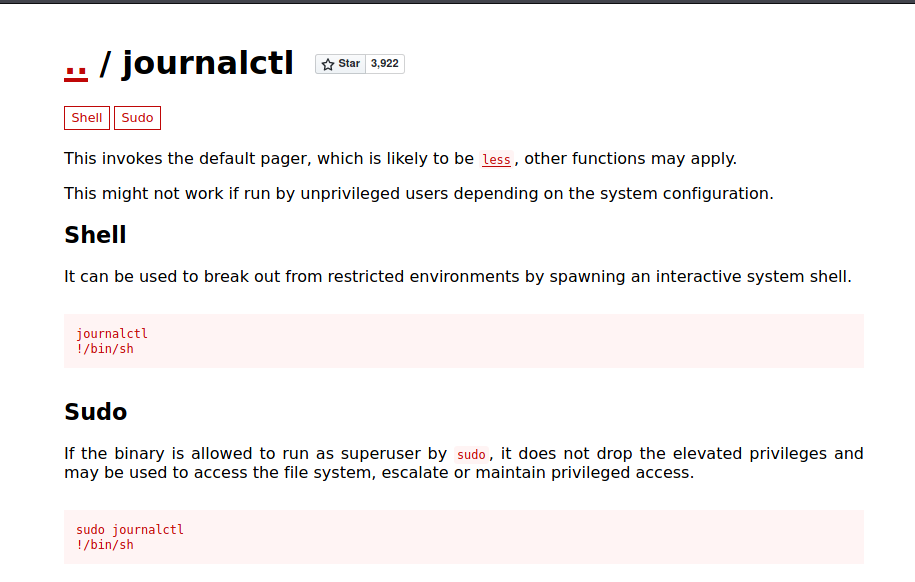 .. / journalctl
Star 3,922
Shell Sudo
This invokes the default pager, which is likely to be less, other functions may apply.
This might not work if run by unprivileged users depending on the system configuration.
Shell
It can be used to break out from restricted environments by spawning an interactive system shell.
journalctl
!/bin/sh
Sudo
If the binary is allowed to run as superuser by sudo, it does not drop the elevated privileges and
may be used to access the file system, escalate or maintain privileged access.
sudo journalctl
!/bin/sh